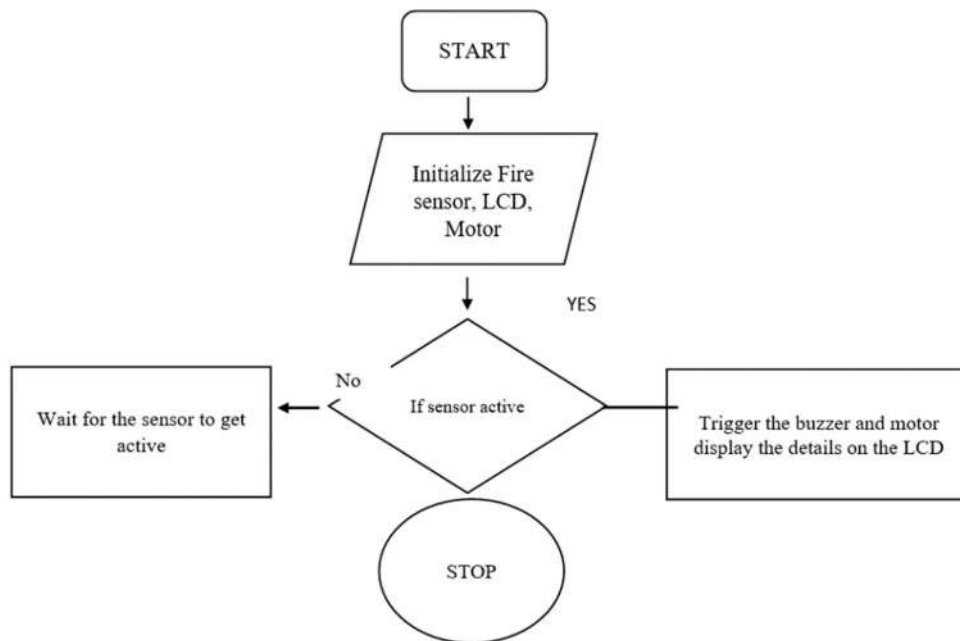 START
Initialize Fire
sensor, LCD,
Motor
YES
No
If sensor active
Wait for the sensor to get
active
Trigger the buzzer and motor
display the details on the LCD
STOP